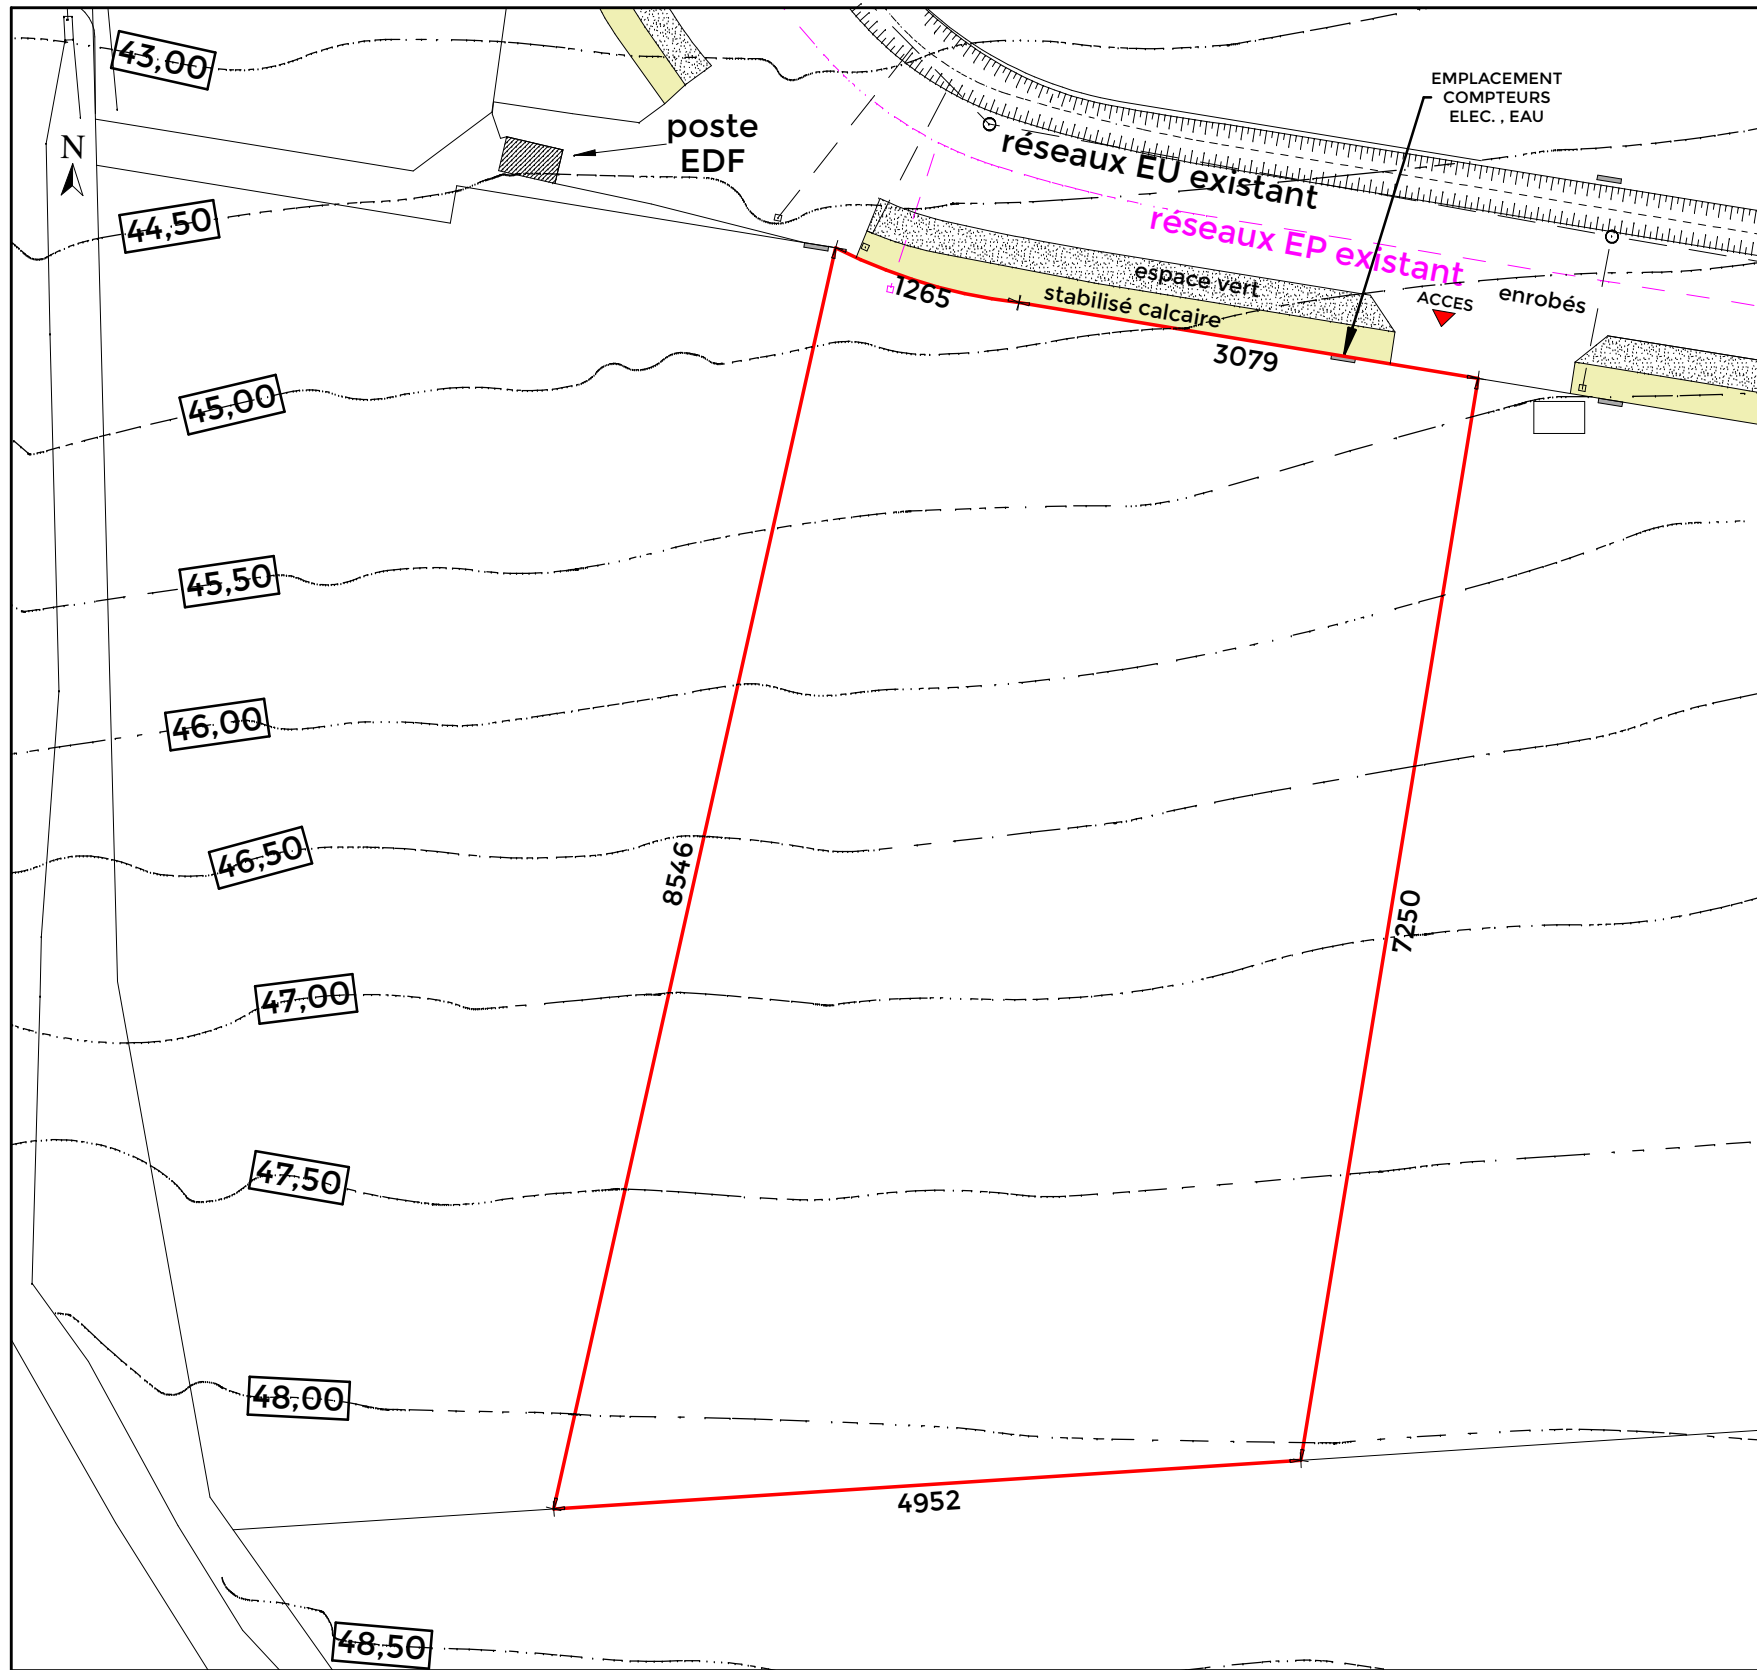 43,00
EMPLACEMENT
COMPTEURS
ELEC. , EAU
N
poste
EDF
réseaux EU existant
44,50
réseaux EP existant
espace vert
stabilisé calcaire
1265
ACCES
enrobés
3079
45,00
45,50
46,00
46,50
8546
7250
47,00
47,50
48,00
4952
48,50